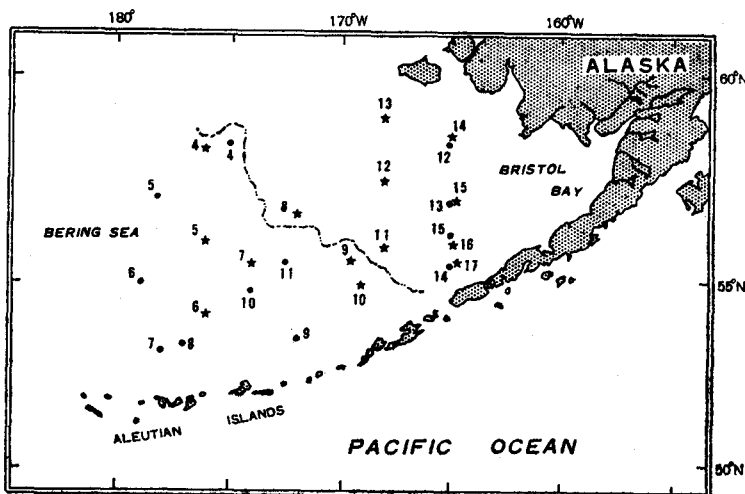 180° 170°W 160°W
60°N
ALASKA
13
14
12
4 4
12
BRISTOL
BAY
5
15
13
8
BERING SEA
5
15
16
11
7
9
17
11
14
6
10
10
55°N
6
9
7 8
ALEUTIAN ISLANDS
PACIFIC OCEAN
50°N